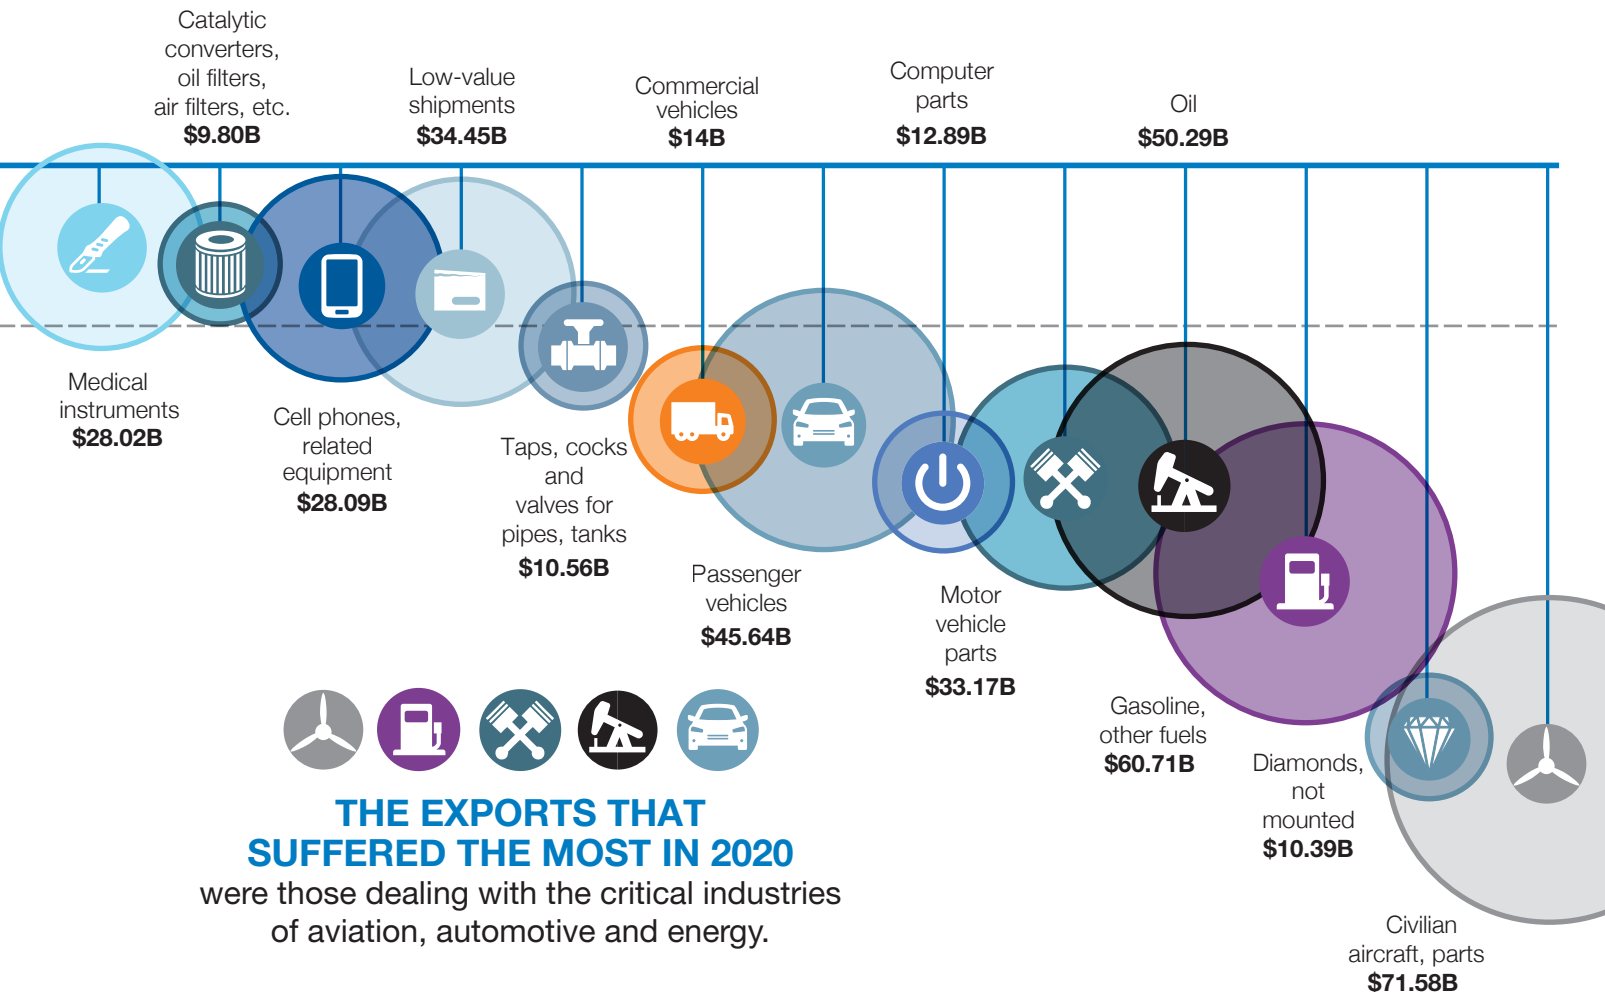 Catalytic
converters,
oil filters,
air filters, etc.
$9.80B
Low-value
shipments
$34.45B
Commercial
vehicles
$14B
Computer
parts
$12.89B
Oil
$50.29B
Medical
instruments
$28.02B
Cell phones,
related
equipment
$28.09B
Taps, cocks
and
valves for
pipes, tanks
$10.56B
Passenger
vehicles
$45.64B
Motor
vehicle
parts
$33.17B
Gasoline,
other fuels
$60.71B
Diamonds,
not
mounted
$10.39B
Civilian
aircraft, parts
$71.58B
THE EXPORTS THAT
SUFFERED THE MOST IN 2020
were those dealing with the critical industries
of aviation, automotive and energy.